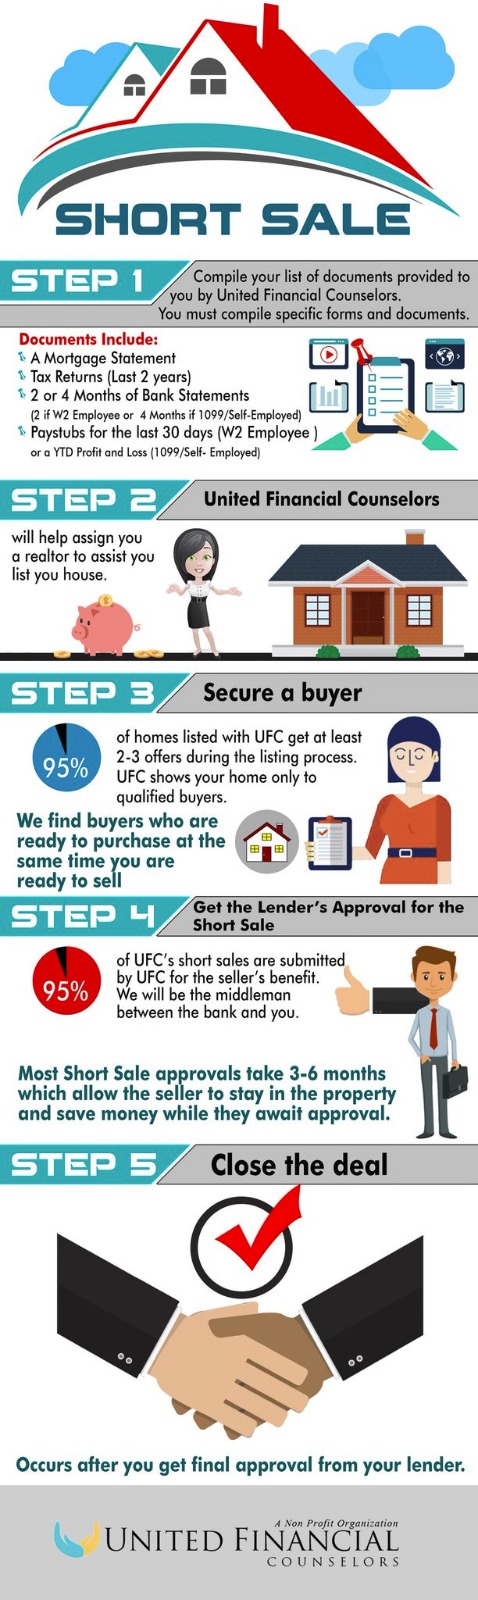 SHORT SALE
STEP 1
Compile your list of documents provided to
you by United Financial Counselors.
You must compile specific forms and documents.
Documents Include:
A Mortgage Statement
Tax Returns (Last 2 years)
2 or 4 Months of Bank Statements
(2 if W2 Employee or 4 Months if 1099/Self-Employed)
Paystubs for the last 30 days (W2 Employee )
or a YTD Profit and Loss (1099/Self- Employed)
STEP 2
United Financial Counselors
will help assign you
a realtor to assist you
list you house.
$
STEP 3
Secure a buyer
95%
of homes listed with UFC get at least
2-3 offers during the listing process.
UFC shows your home only to
qualified buyers.
We find buyers who are
ready to purchase at the
same time you are
ready to sell
STEP 4
Get the Lender's Approval for the
Short Sale
95%
of UFC's short sales are submitted
by UFC for the seller's benefit.
We will be the middleman
between the bank and you.
Most Short Sale approvals take 3-6 months
which allow the seller to stay in the property
and save money while they await approval.
STEP 5
Close the deal
Occurs after you get final approval from your lender.
A Non Profit Organization
UNITED FINANCIAL
COUNSELORS